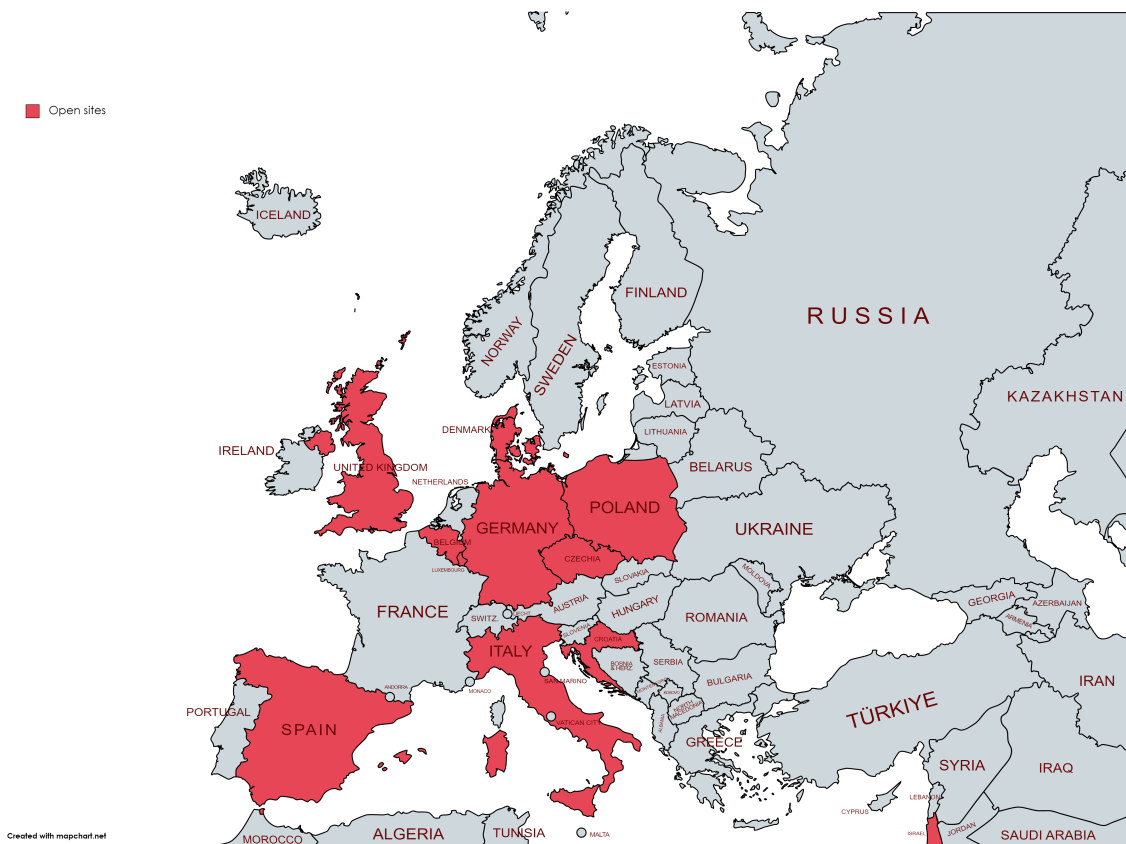 Open sites
ICELAND
FINLAND
RUSSIA
NORWAY
SWEDEN
ESTONIA
KAZAKHSTAN
LATVIA
DENMARK
LITHUANIA
IRELAND
UNITED KINGDOM
BELARUS
NETHERLANDS
POLAND
GERMANY
UKRAINE
BELGIUM
CZECHIA
LUXEMBOURG
SLOVAKIA
MOLDOVA
FRANCE
AUSTRIA
HUNGARY
GEORGIA
AZERBAIJAN
SWITZ.
ROMANIA
ARMENIA
SLOVENIA
CROATIA
ITALY
BOSNIA
& HERZ.
SERBIA
SAN MARINO
BULGARIA
IRAN
ANDORRA
MONACO
KOSOVO
PORTUGAL
NORTH
MACEDONIA
TÜRKIYE
SPAIN
VATICAN CITY
ALBANIA
GREECE
SYRIA
IRAQ
LEBANON
CYPRUS
MOROCCO
ALGERIA
TUNISIA
MALTA
ISRAEL
JORDAN
SAUDI ARABIA
Created with mapchart.net